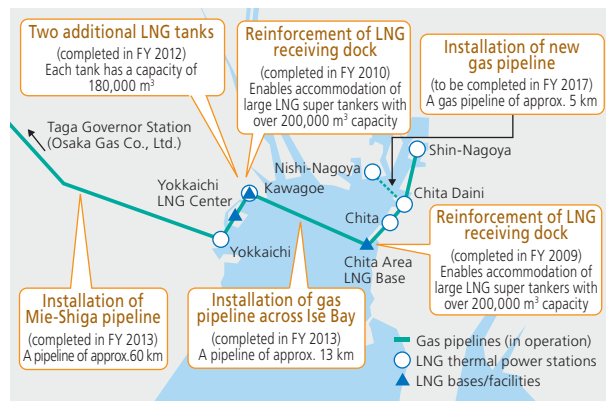 Two additional LNG tanks
(completed in FY 2012)
Each tank has a capacity of
180,000 m³
Reinforcement of LNG
receiving dock
(completed in FY 2010)
Enables accommodation of
large LNG super tankers with
over 200,000 m³ capacity
Installation of new
gas pipeline
(to be completed in FY 2017)
A gas pipeline of approx. 5 km
Taga Governor Station
(Osaka Gas Co., Ltd.)
Shin-Nagoya
Nishi-Nagoya
Yokkaichi
LNG Center
Kawagoe
Chita Daini
Chita
Yokkaichi
Chita Area
LNG Base
Reinforcement of LNG
receiving dock
(completed in FY 2009)
Enables accommodation of
large LNG super tankers with
over 200,000 m³ capacity
Installation of
Mie-Shiga pipeline
(completed in FY 2013)
A pipeline of approx.60 km
Installation of gas
pipeline across Ise Bay
(completed in FY 2013)
A pipeline of approx. 13 km
Gas pipelines (in operation)
LNG thermal power stations
LNG bases/facilities